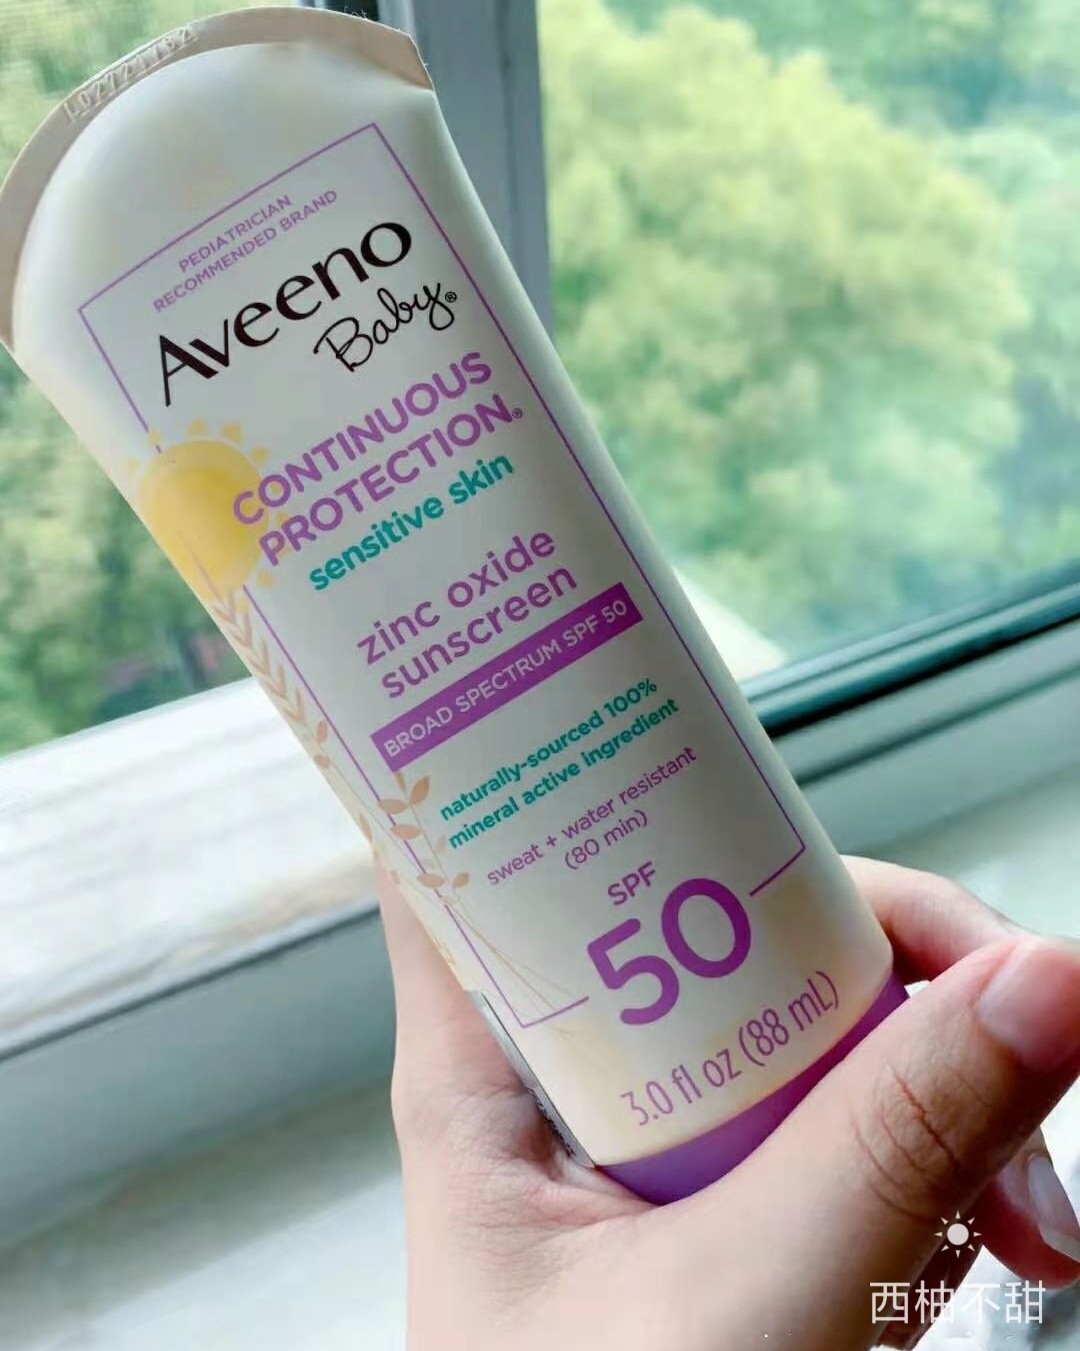 PEDIATRICIAN
RECOMMENDED BRAND
Aveeno
Baby®
CONTINUOUS
PROTECTION®
sensitive skin
zinc oxide
sunscreen
BROAD SPECTRUM SPF 50
naturally-sourced 100%
mineral active ingredient
sweat + water resistant
(80 min)
SPF
50
3.0 fl oz (88 mL)
西柚不甜